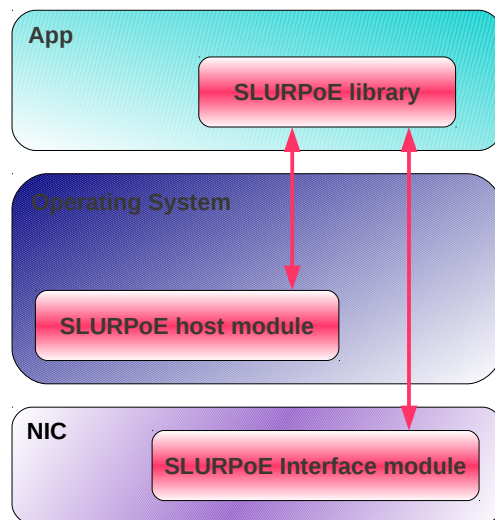 App
SLURPoE library
Operating System
SLURPoE host module
NIC
SLURPoE Interface module